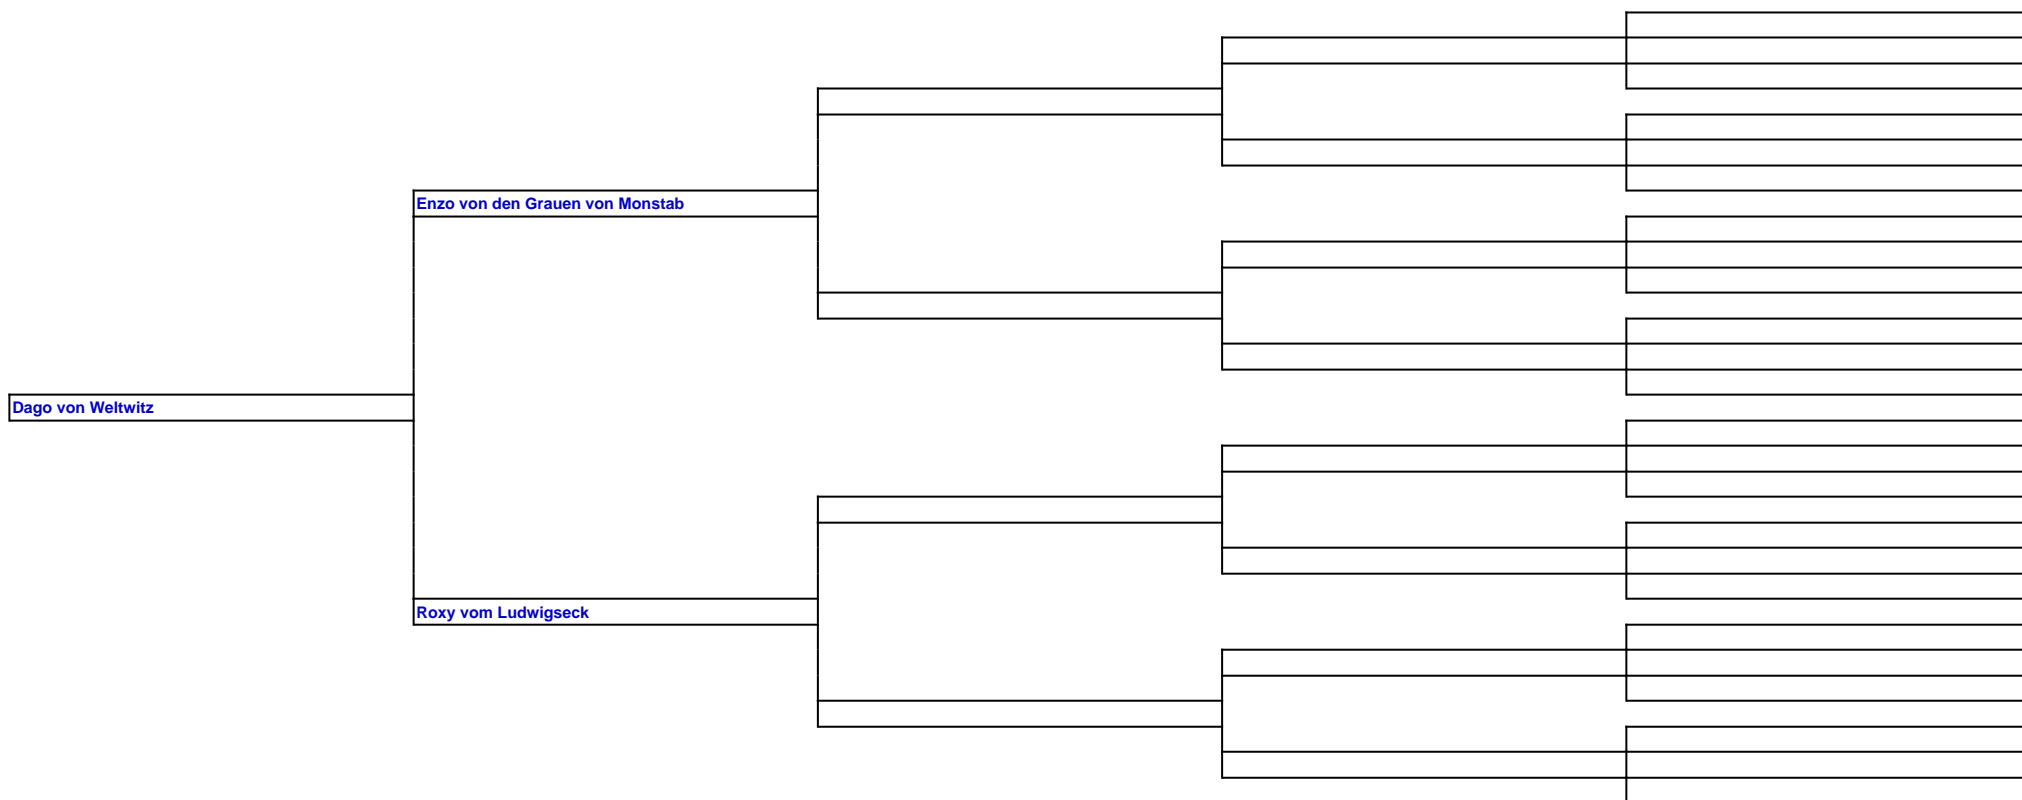 Enzo von den Grauen von Monstab
Dago von Weltwitz
Roxy vom Ludwigseck